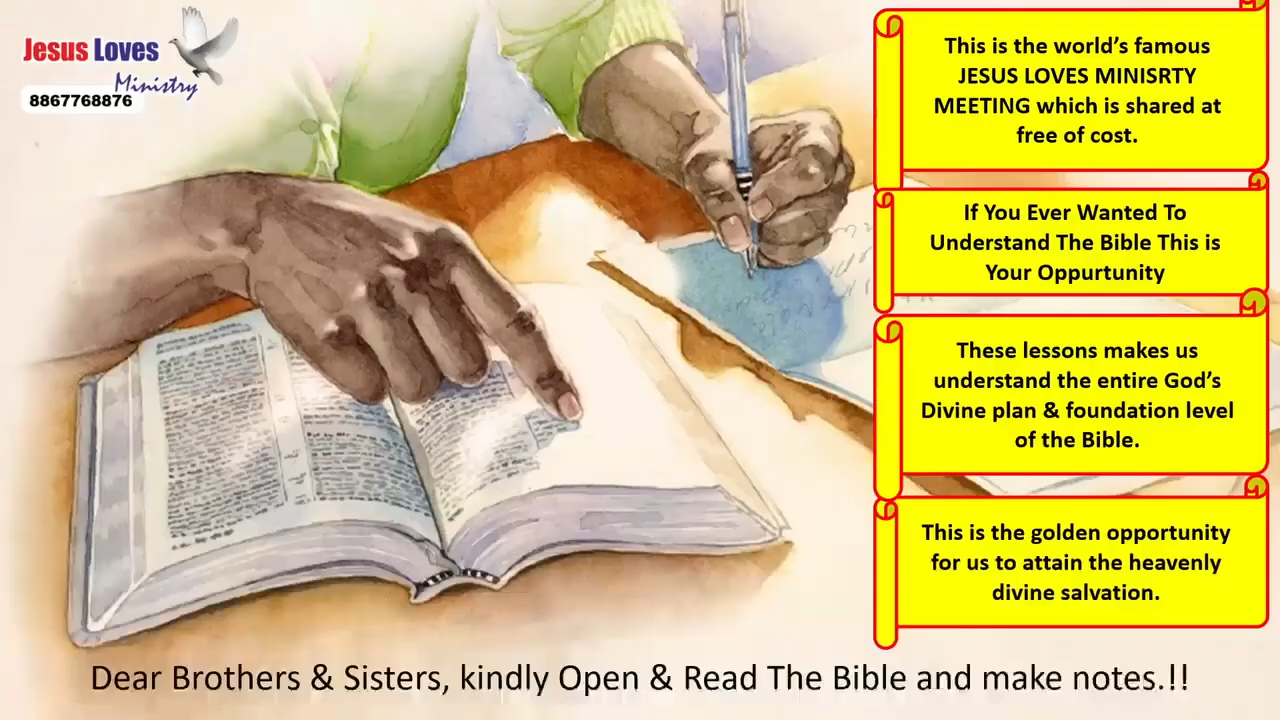 Jesus Loves
Ministry
8867768876
This is the world’s famous
JESUS LOVES MINISRTY
MEETING which is shared at
free of cost.
If You Ever Wanted To
Understand The Bible This is
Your Oppurtunity
These lessons makes us
understand the entire God’s
Divine plan & foundation level
of the Bible.
This is the golden opportunity
for us to attain the heavenly
divine salvation.
Dear Brothers & Sisters, kindly Open & Read The Bible and make notes.!!